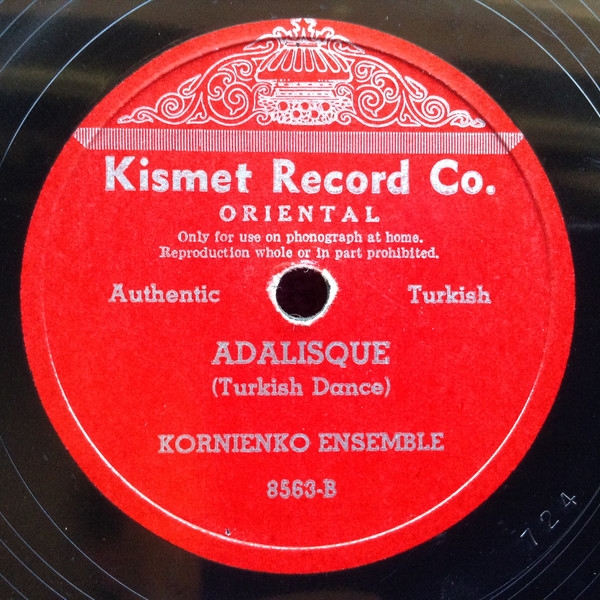 Kismet Record Co.
ORIENTAL
Only for use on phonograph at home.
Reproduction whole or in part prohibited.
Authentic Turkish
ADALISQUE
(Turkish Dance)
KORNIENKO ENSEMBLE
8563-B
724